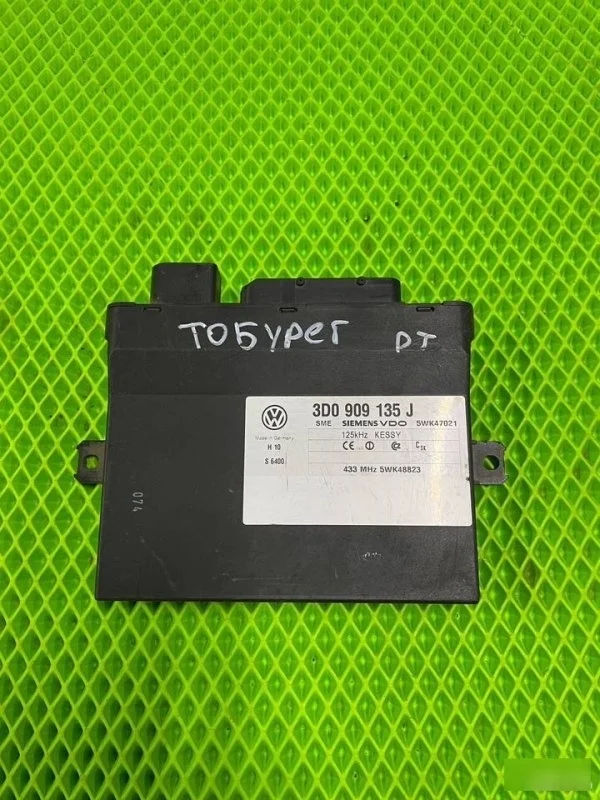 ТОБУРЕГ РТ
3D0 909 135 J
SME SIEMENS VDO 5WK47021
Made in Germany
125kHz KESSY
H 10
S 6400
433 MHz 5WK48823
074